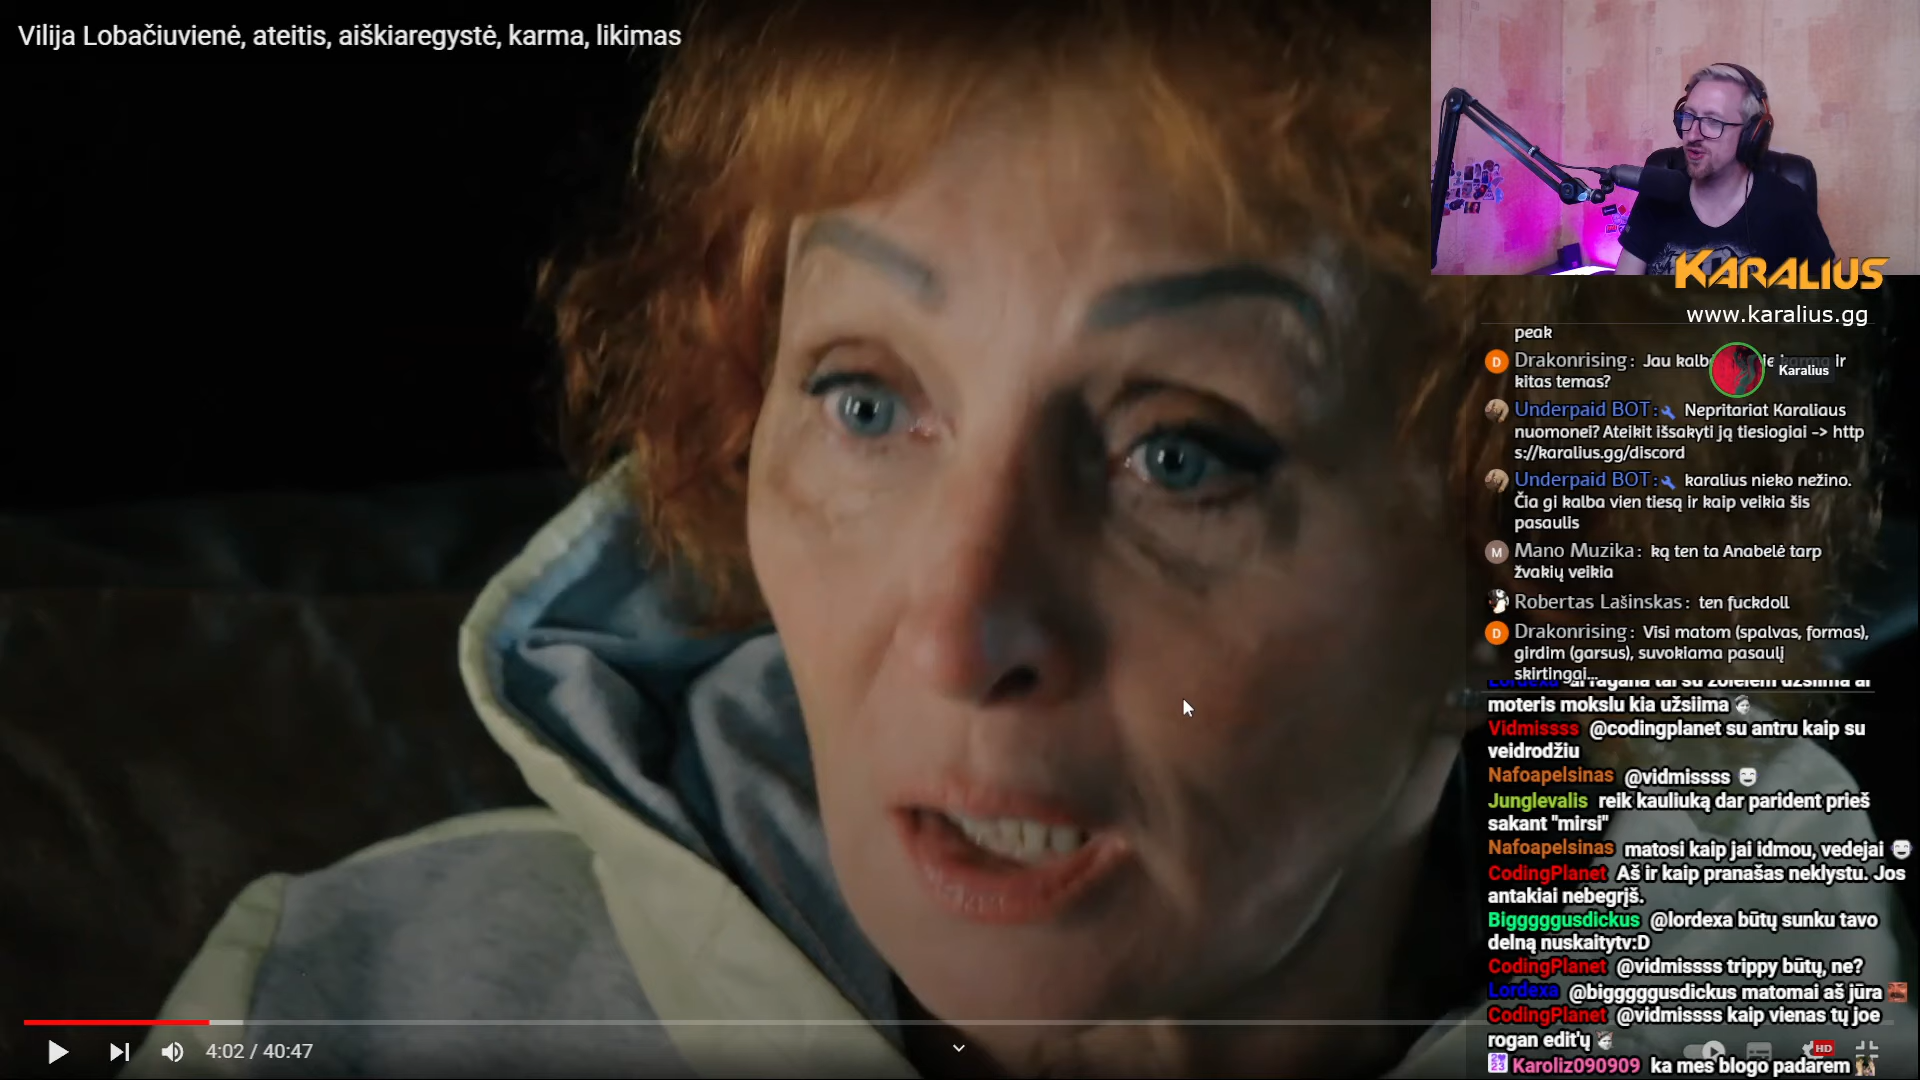 Vilija Lobačiuvienė, ateitis, aiškiaregystė, karma, likimas
KARALIUS
www.karalius.gg
peak
Drakonrising: Jau ir
kitas temas?
Karalius
Underpaid BOT: Nepritariat Karaliaus
nuomonei? Ateikit išsakyti ją tiesiogiai -> http
s://karalius.gg/discord
Underpaid BOT: karalius nieko nežino.
Čia gi kalba vien tiesą ir kaip veikia šis
pasaulis
Mano Muzika: ką ten ta Anabelė tarp
žvakių veikia
Robertas Lašinskas: ten fuckdoll
Drakonrising: Visi matom (spalvas, formas),
girdim (garsus), suvokiama pasaulį
skirtingai...
moteris mokslu kia užsiima
Vidmissss @codingplanet su antru kaip su
veidrodžiu
Nafoapelsinas @vidmissss
Junglevalis reik kauliuką dar parident prieš
sakant "mirsi"
Nafoapelsinas matosi kaip jai idmou, vedejai
CodingPlanet Aš ir kaip pranašas neklystu. Jos
antakiai nebegrįš.
Bigggggusdickus @lordexa būtų sunku tavo
delną nuskaitytv:D
CodingPlanet @vidmissss trippy būtų, ne?
Lordexa @bigggggusdickus matomai aš jūra
CodingPlanet @vidmissss kaip vienas tų joe
rogan edit'ų
Karoliz090909 ka mes blogo padarem
4:02 / 40:47
HD